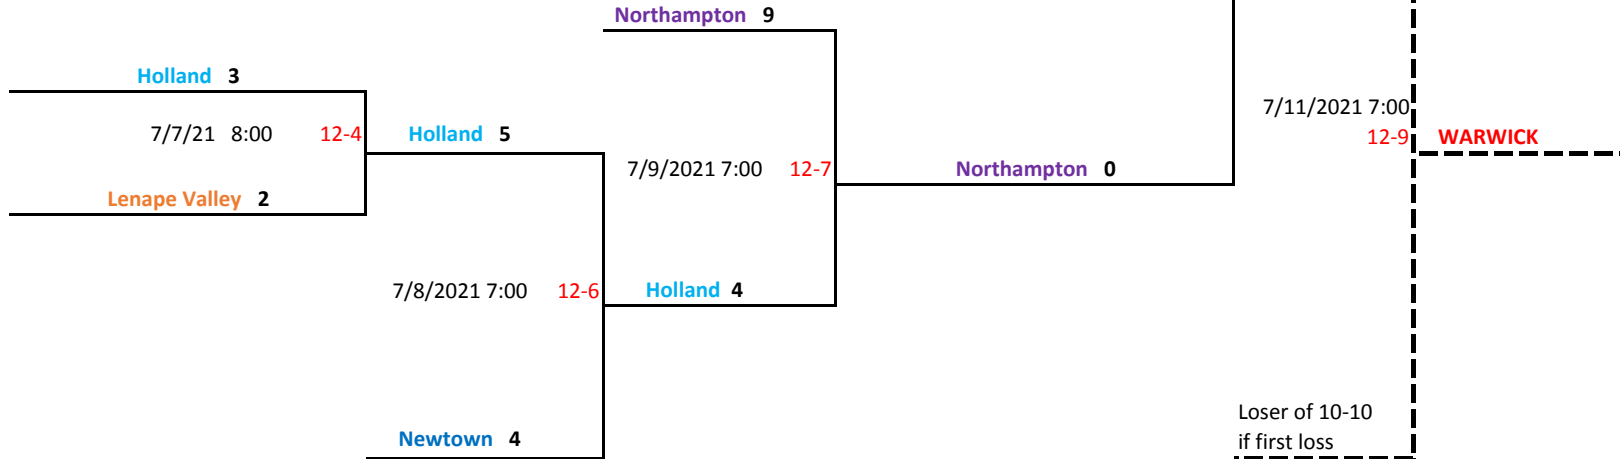 Northampton 9
Holland 3
7/7/21 8:00 12-4
Holland 5
7/11/2021 7:00
12-9 WARWICK
7/9/2021 7:00 12-7
Northampton 0
Lenape Valley 2
7/8/2021 7:00 12-6
Holland 4
Loser of 10-10
if first loss
Newtown 4